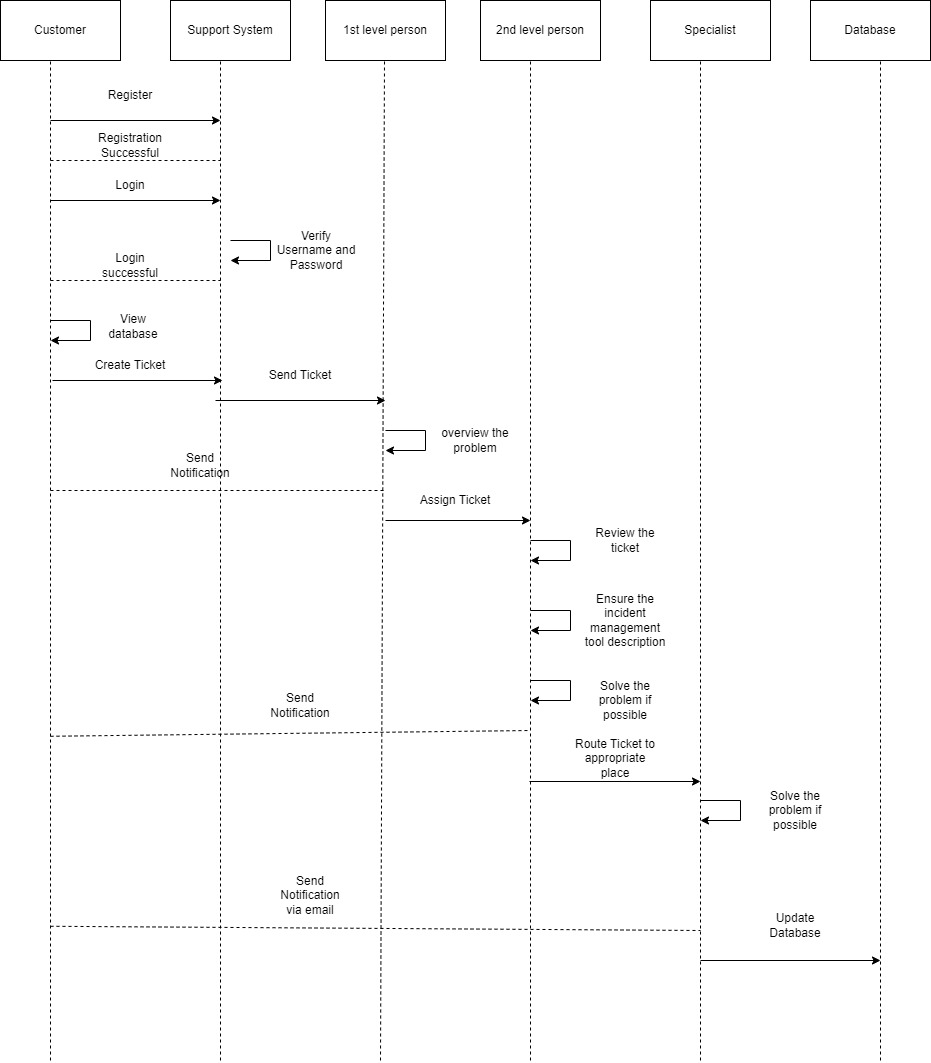 Customer
Support System
1st level person
2nd level person
Specialist
Database
Register
Registration
Successful
Login
Verify
Username and
Password
Login
successful
View
database
Create Ticket
Send Ticket
overview the
problem
Send
Notification
Assign Ticket
Review the
ticket
Ensure the
incident
management
tool description
Solve the
problem if
possible
Send
Notification
Route Ticket to
appropriate
place
Solve the
problem if
possible
Send
Notification
via email
Update
Database